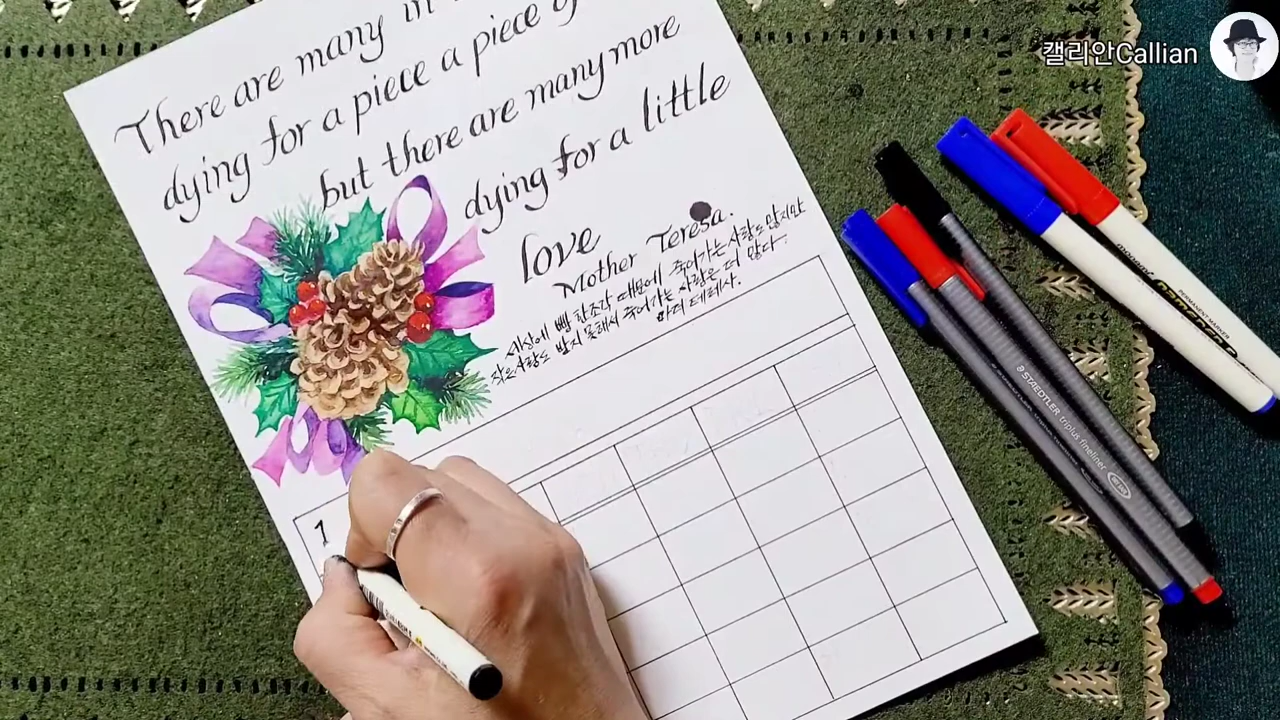 캘리안Callian
There are many in
dying for a piece a piece of
but there are many more
dying for a little
love
Mother Teresa.
세상에 빵 한조각 때문에 죽어가는 사람도 많지만
작은사랑도 받지 못해서 죽어가는 사람은 더 많다.
마더 테레사.
1
STAEDTLER triplus fineliner
PERMANENT MARKER